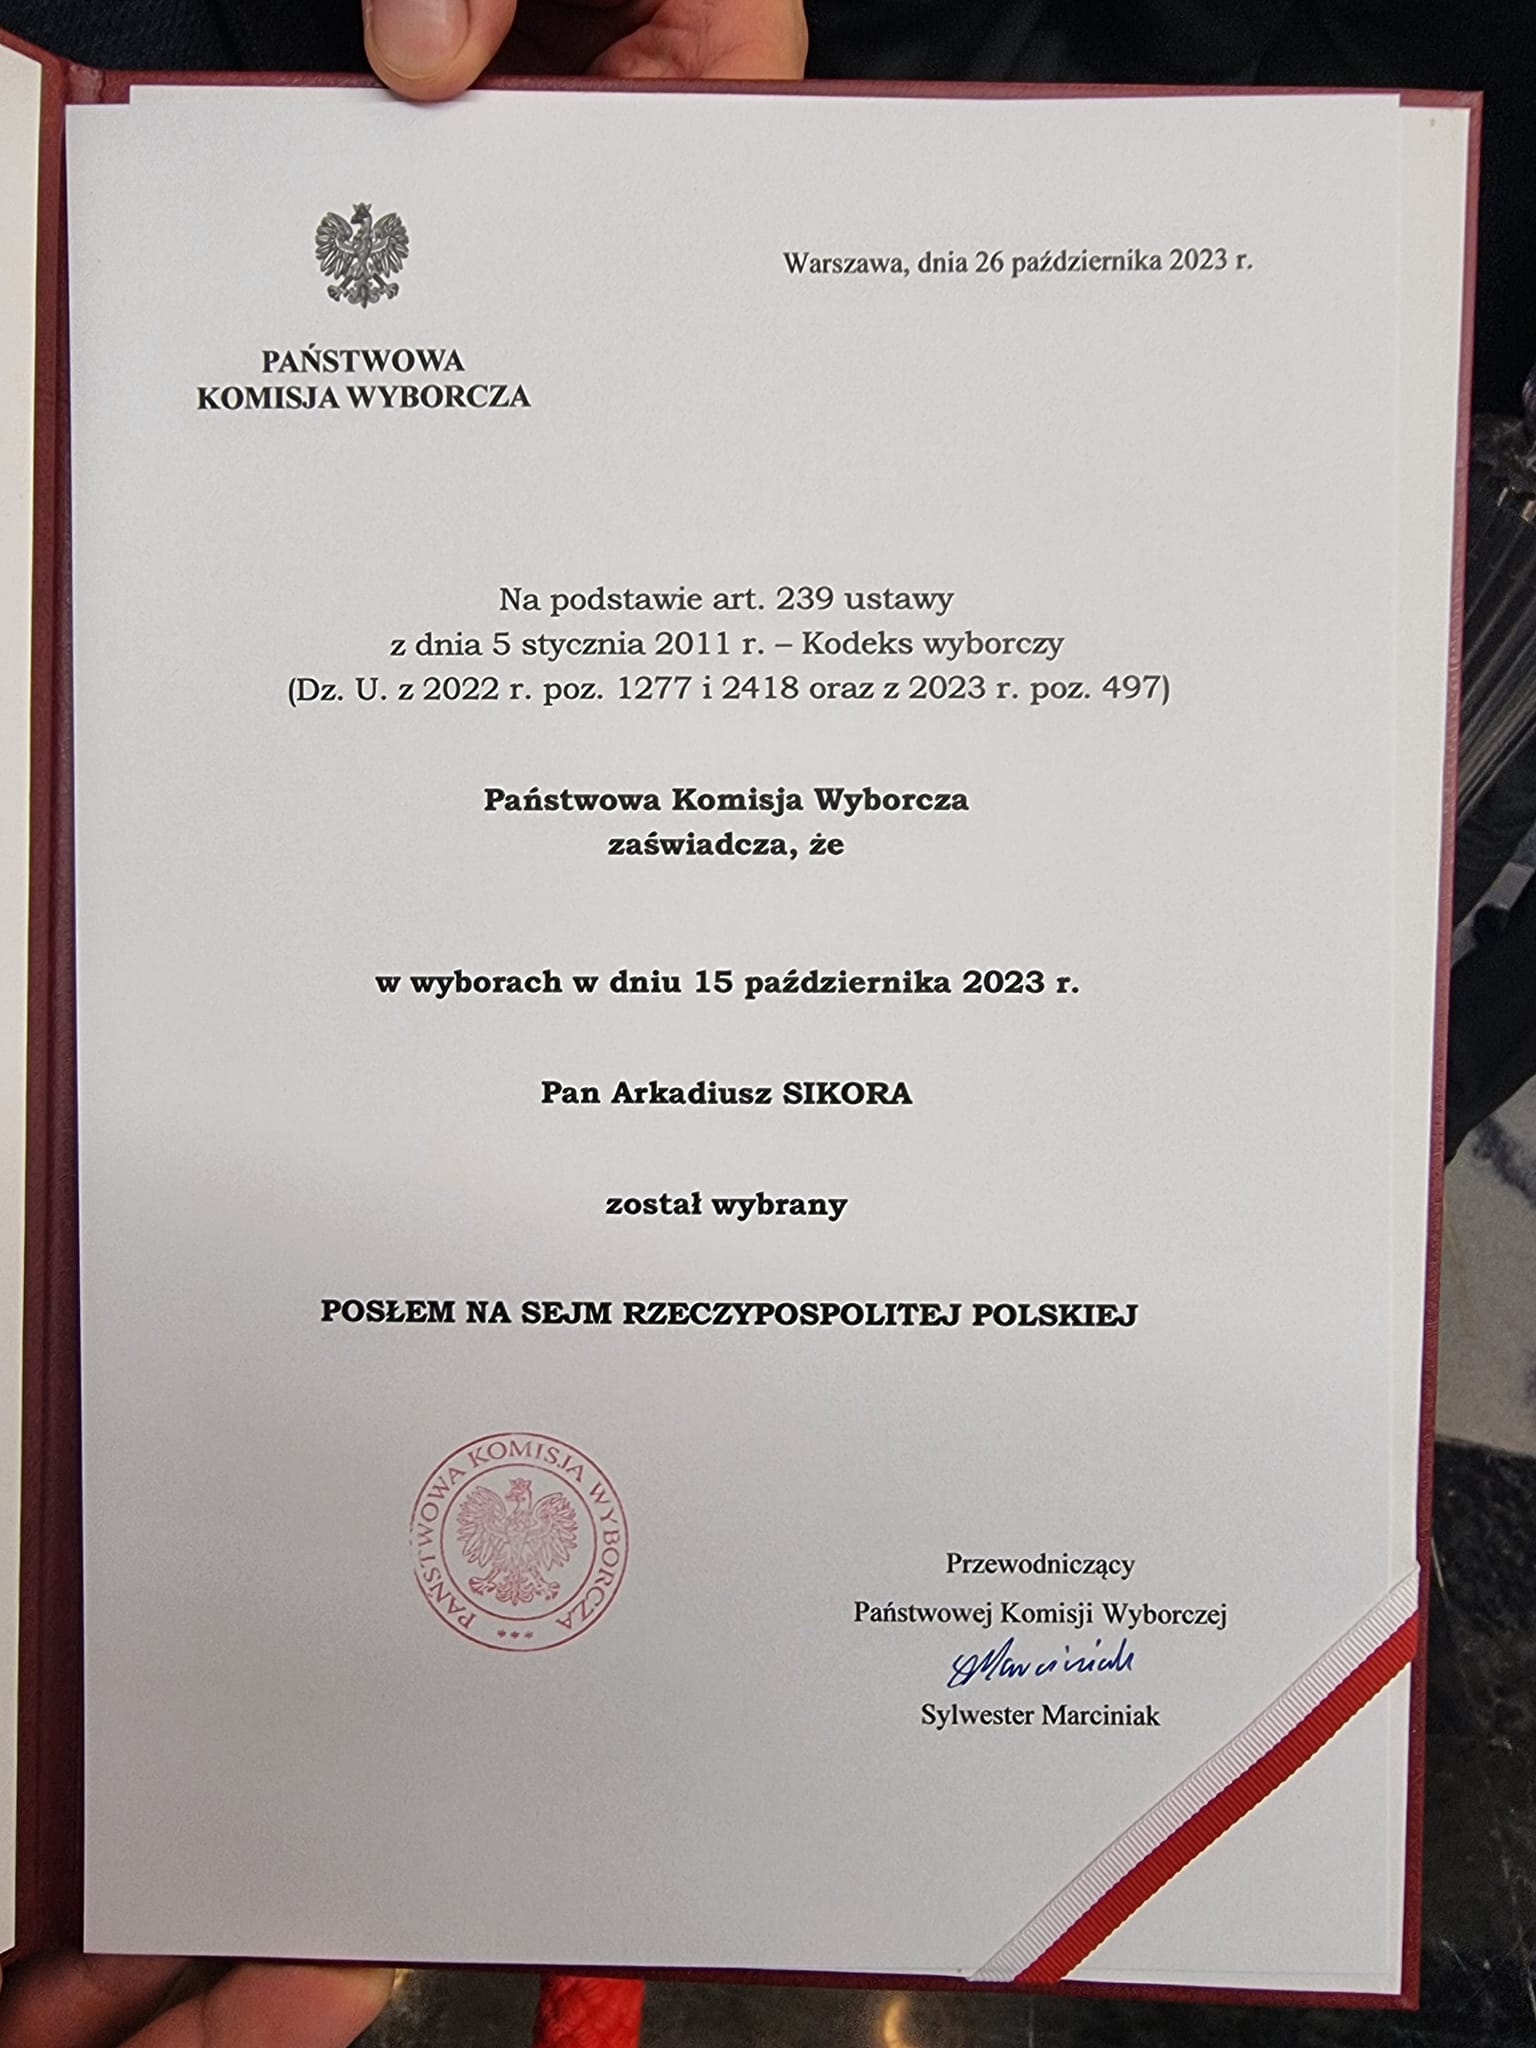 Warszawa, dnia 26 października 2023 r.
PAŃSTWOWA
KOMISJA WYBORCZA
Na podstawie art. 239 ustawy
z dnia 5 stycznia 2011 r. – Kodeks wyborczy
(Dz. U. z 2022 r. poz. 1277 i 2418 oraz z 2023 r. poz. 497)
Państwowa Komisja Wyborcza
zaświadcza, że
w wyborach w dniu 15 października 2023 r.
Pan Arkadiusz SIKORA
został wybrany
POSŁEM NA SEJM RZECZYPOSPOLITEJ POLSKIEJ
PAŃSTWOWA KOMISJA WYBORCZA
***
Przewodniczący
Państwowej Komisji Wyborczej
SMarciniak
Sylwester Marciniak